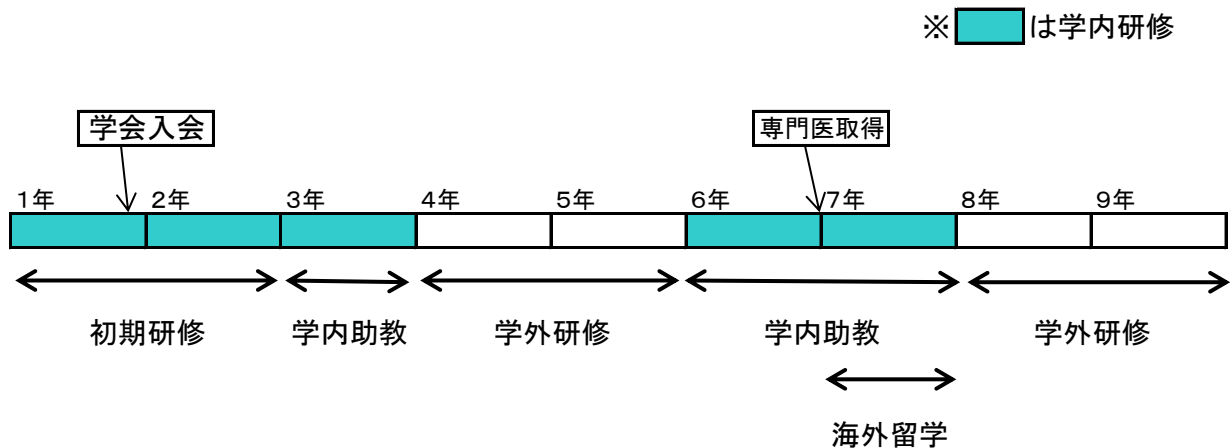 ※ は学内研修
学会入会
専門医取得
1年 2年 3年 4年 5年 6年 7年 8年 9年
初期研修 学内助教 学外研修 学内助教 学外研修
海外留学